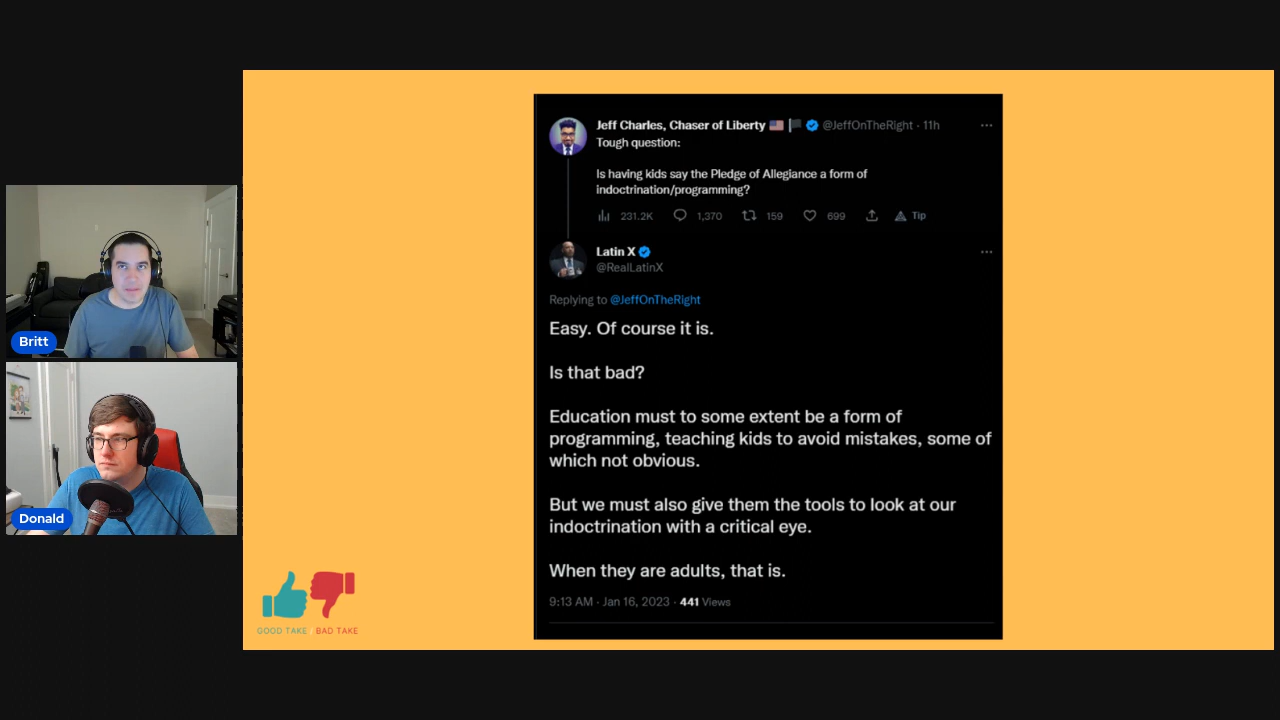 Jeff Charles, Chaser of Liberty @JeffOnTheRight · 11h
Tough question:
Is having kids say the Pledge of Allegiance a form of
indoctrination/programming?
231.2K 1,370 159 699 Tip
Latin X
@RealLatinX
Replying to @JeffOnTheRight
Easy. Of course it is.
Is that bad?
Education must to some extent be a form of
programming, teaching kids to avoid mistakes, some of
which not obvious.
But we must also give them the tools to look at our
indoctrination with a critical eye.
When they are adults, that is.
9:13 AM · Jan 16, 2023 · 441 Views
Britt
Donald
GOOD TAKE / BAD TAKE